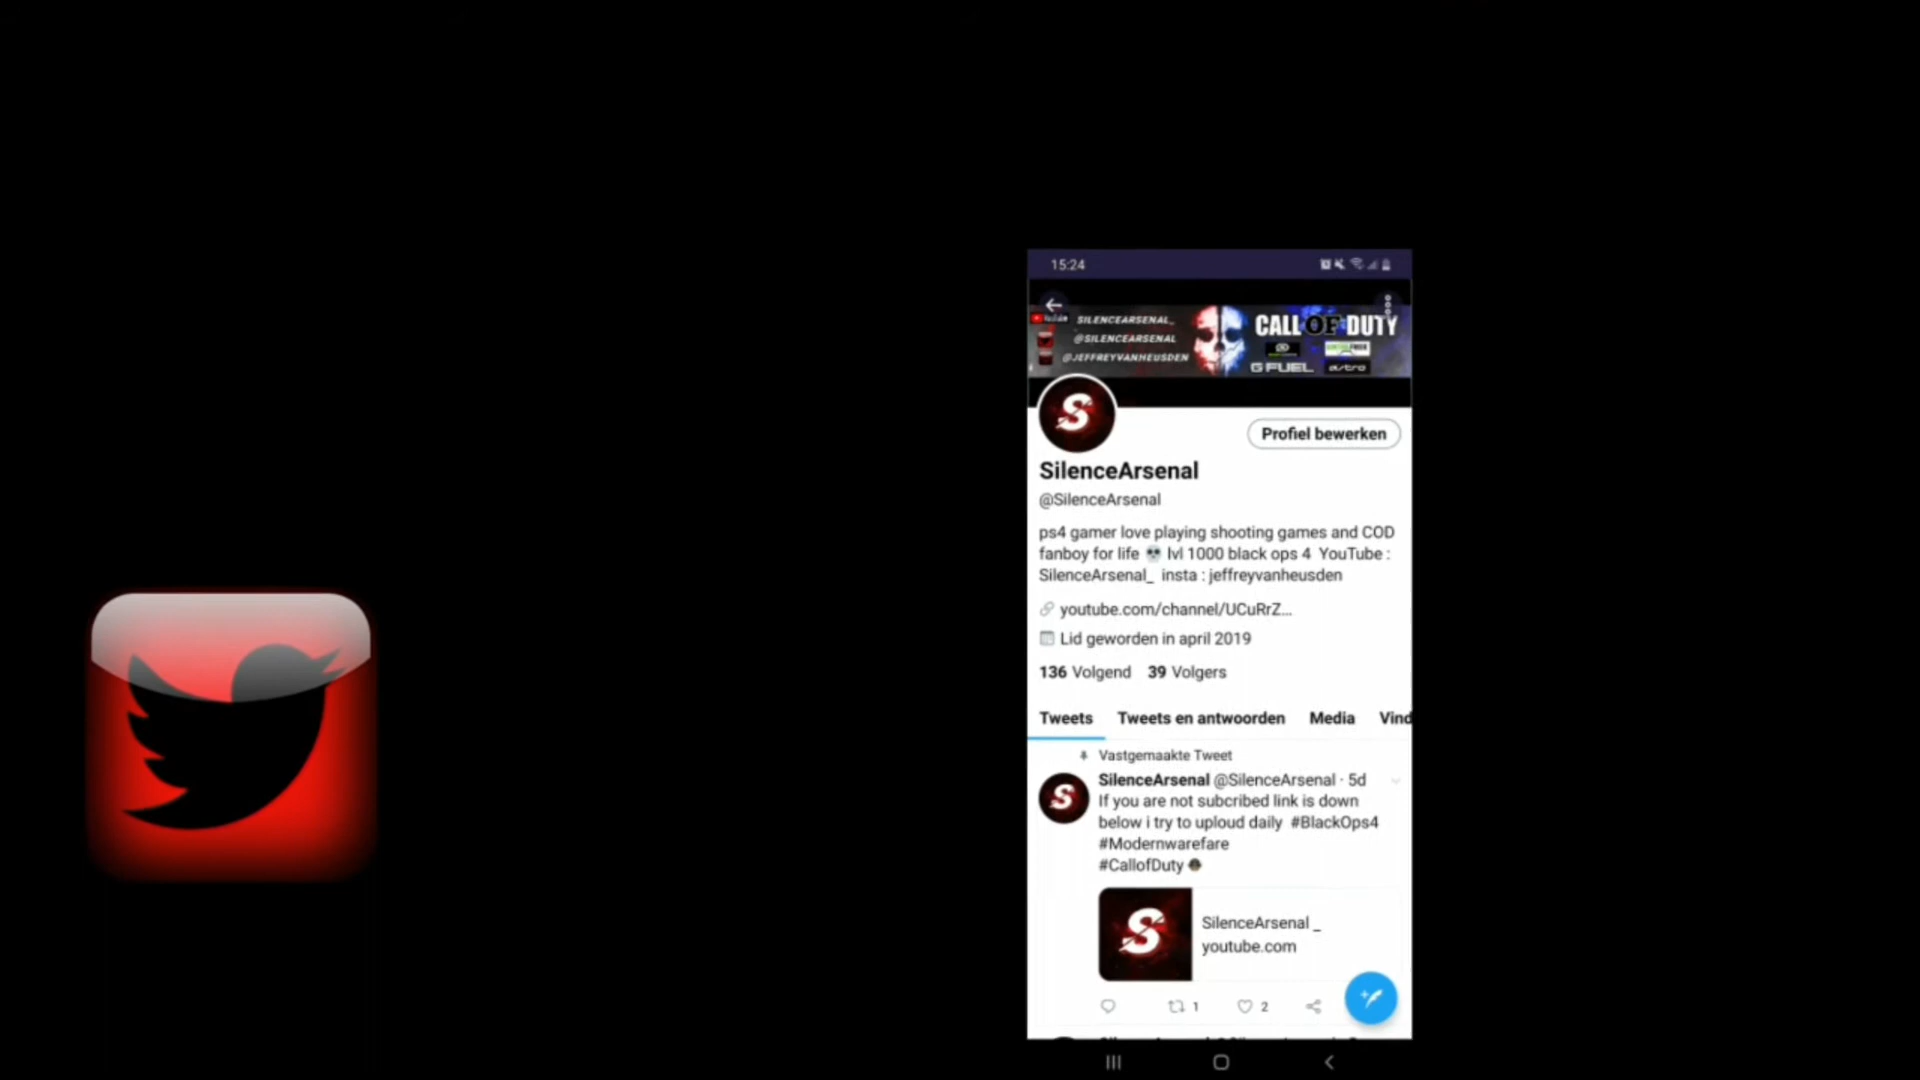 15:24
YouTube SILENCEARSENAL_
@SILENCEARSENAL
@JEFFREYVANHEUSDEN
CALL OF DUTY
G FUEL astro
Profiel bewerken
SilenceArsenal
@SilenceArsenal
ps4 gamer love playing shooting games and COD
fanboy for life 💀 lvl 1000 black ops 4 YouTube :
SilenceArsenal_ insta : jeffreyvanheusden
youtube.com/channel/UCuRrZ...
Lid geworden in april 2019
136 Volgend 39 Volgers
Tweets Tweets en antwoorden Media Vind
Vastgemaakte Tweet
SilenceArsenal @SilenceArsenal · 5d
If you are not subcribed link is down
below i try to uploud daily #BlackOps4
#Modernwarefare
#CallofDuty
SilenceArsenal _
youtube.com
1 2